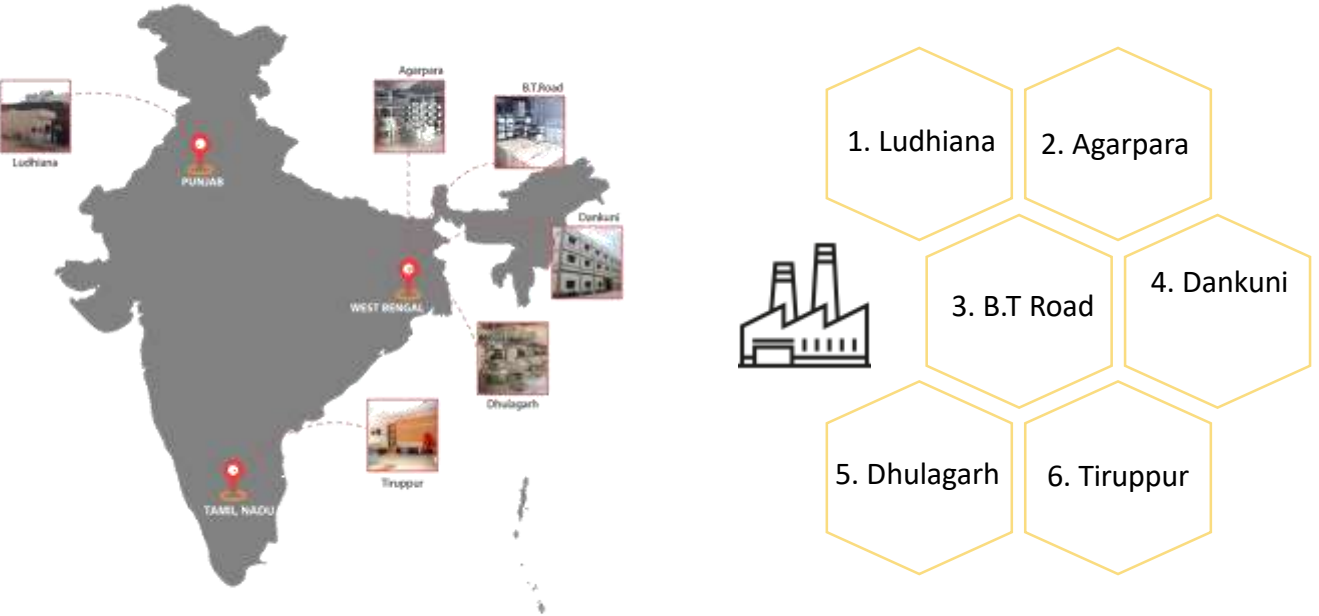 Agarpara
B.T.Road
Ludhiana
PUNJAB
Dankuni
WEST BENGAL
Dhulagarh
Tiruppur
TAMIL NADU
1. Ludhiana
2. Agarpara
3. B.T Road
4. Dankuni
5. Dhulagarh
6. Tiruppur